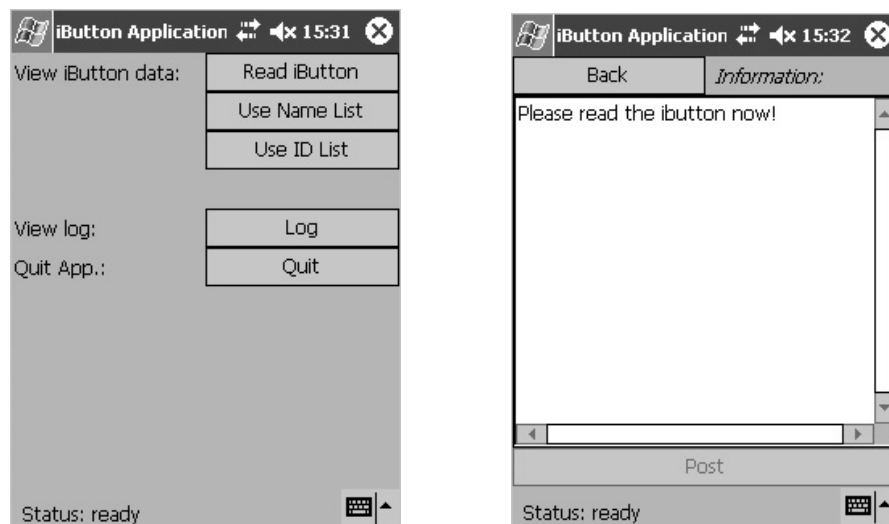 iButton Application 15:31
View iButton data: Read iButton
Use Name List
Use ID List
View log: Log
Quit App.: Quit
Status: ready
iButton Application 15:32
Back Information:
Please read the ibutton now!
Post
Status: ready